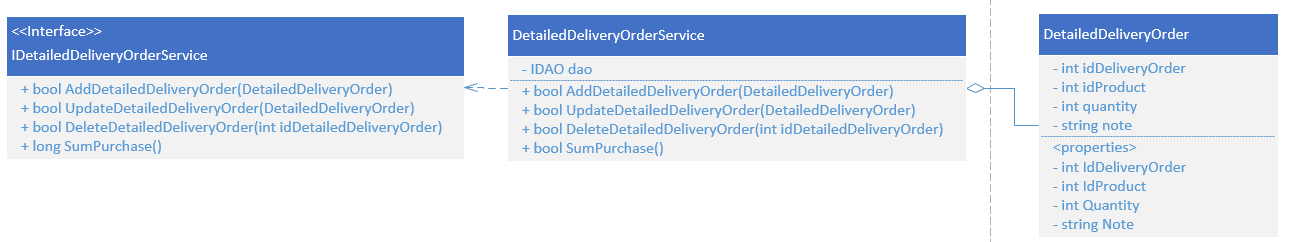 <<Interface>>
IDetailedDeliveryOrderService
+ bool AddDetailedDeliveryOrder(DetailedDeliveryOrder)
+ bool UpdateDetailedDeliveryOrder(DetailedDeliveryOrder)
+ bool DeleteDetailedDeliveryOrder(int idDetailedDeliveryOrder)
+ long SumPurchase()
DetailedDeliveryOrderService
- IDAO dao
+ bool AddDetailedDeliveryOrder(DetailedDeliveryOrder)
+ bool UpdateDetailedDeliveryOrder(DetailedDeliveryOrder)
+ bool DeleteDetailedDeliveryOrder(int idDetailedDeliveryOrder)
+ bool SumPurchase()
DetailedDeliveryOrder
- int idDeliveryOrder
- int idProduct
- int quantity
- string note
<properties>
- int IdDeliveryOrder
- int IdProduct
- int Quantity
- string Note